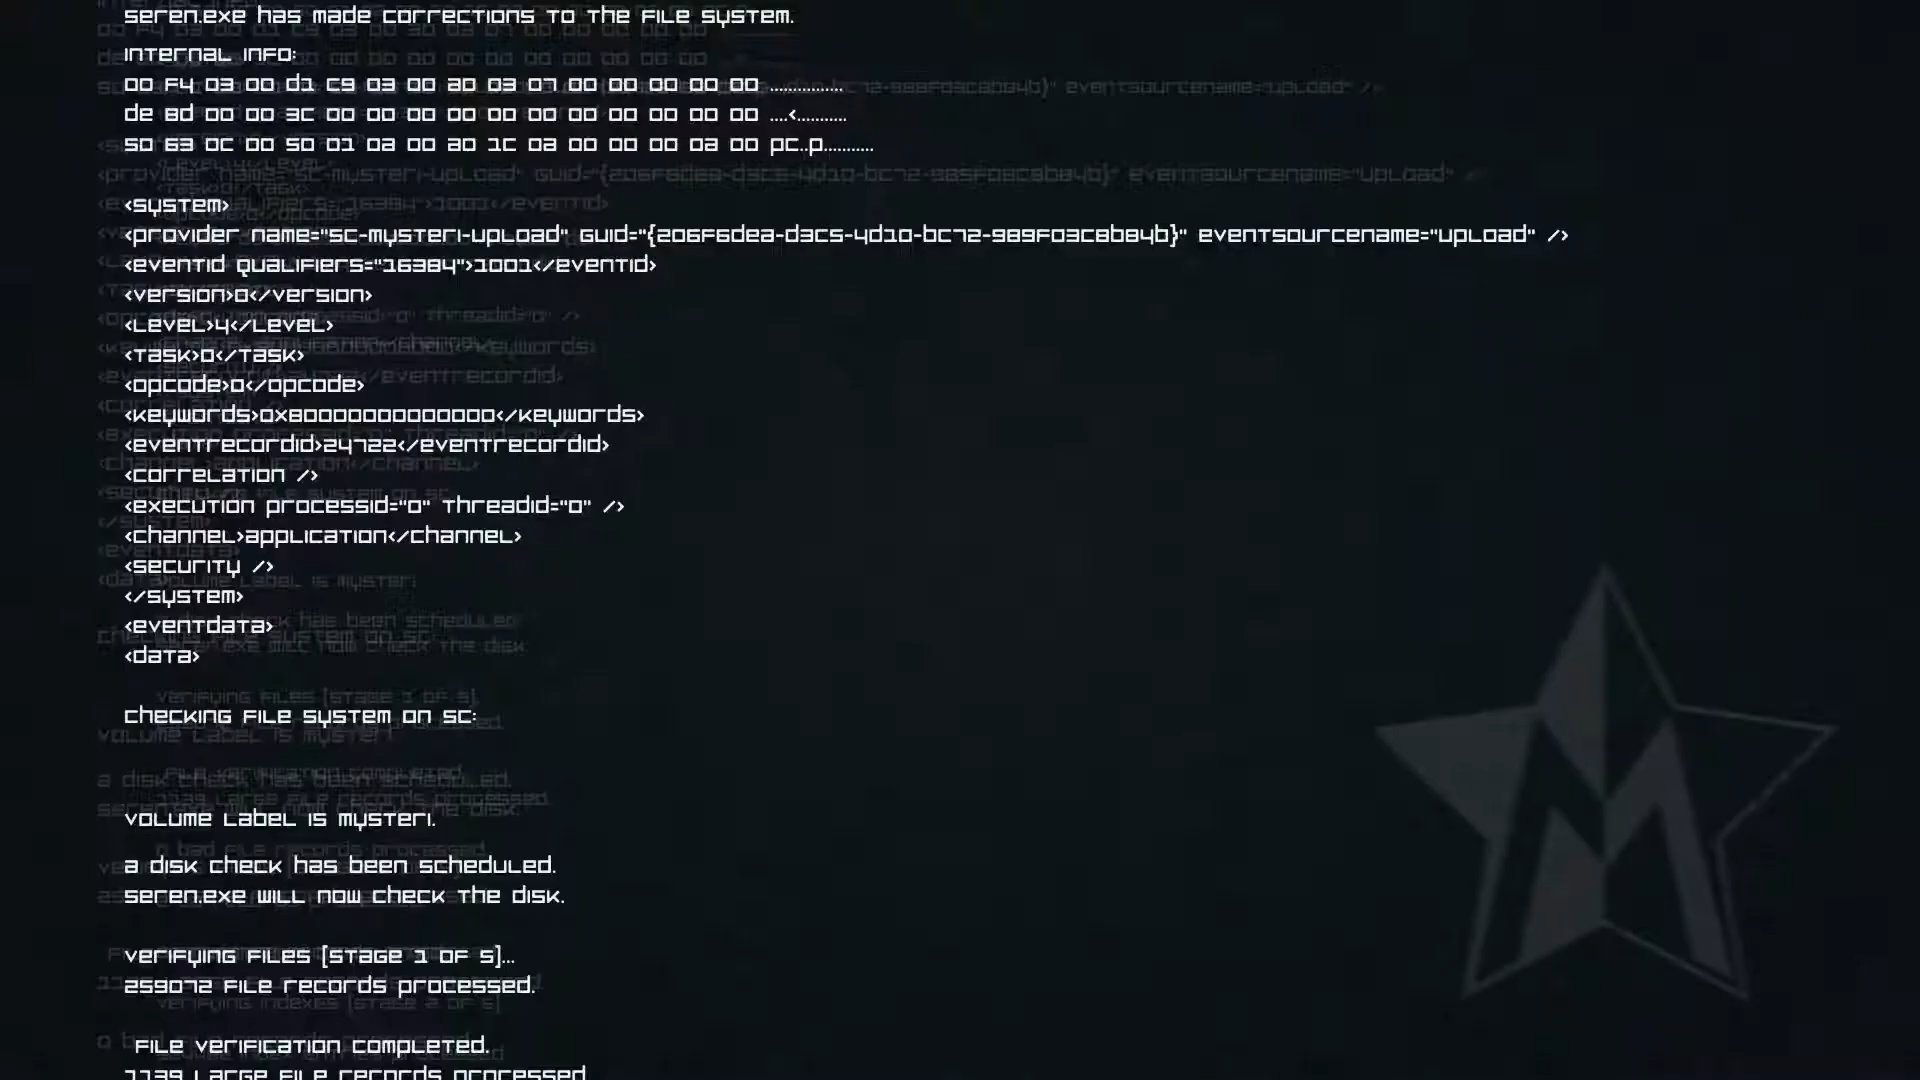 seren.exe has made corrections to the file system.
internal info:
00 f4 03 00 d1 c9 03 00 a0 03 07 00 00 00 00 00 ................
de 8d 00 00 3c 00 00 00 00 00 00 00 00 00 00 00 ....<...........
50 63 0c 00 50 01 0a 00 a0 1c 0a 00 00 00 0a 00 pc..p...........
<system>
<provider name="sc-mysteri-upload" guid="{206f6dea-d3c5-4d10-bc72-989f03c8b84b}" eventsourcename="upload" />
<eventid qualifiers="16384">1001</eventid>
<version>0</version>
<level>4</level>
<task>0</task>
<opcode>0</opcode>
<keywords>0x80000000000000</keywords>
<eventrecordid>24722</eventrecordid>
<correlation />
<execution processid="0" threadid="0" />
<channel>application</channel>
<security />
</system>
<eventdata>
<data>
checking file system on sc:
volume label is mysteri.
a disk check has been scheduled.
seren.exe will now check the disk.
verifying files [stage 1 of 5]...
259072 file records processed.
file verification completed.
1139 large file records processed.